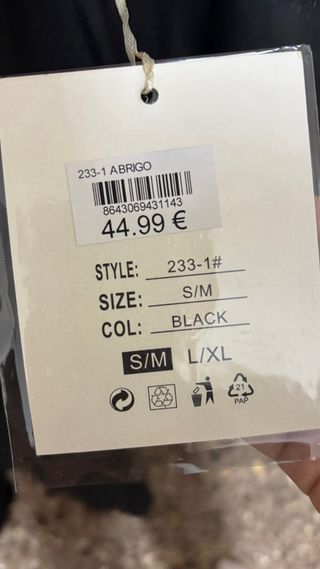 233-1 ABRIGO
8643069431143
44.99 €
STYLE: 233-1#
SIZE: S/M
COL: BLACK
S/M L/XL
21
PAP